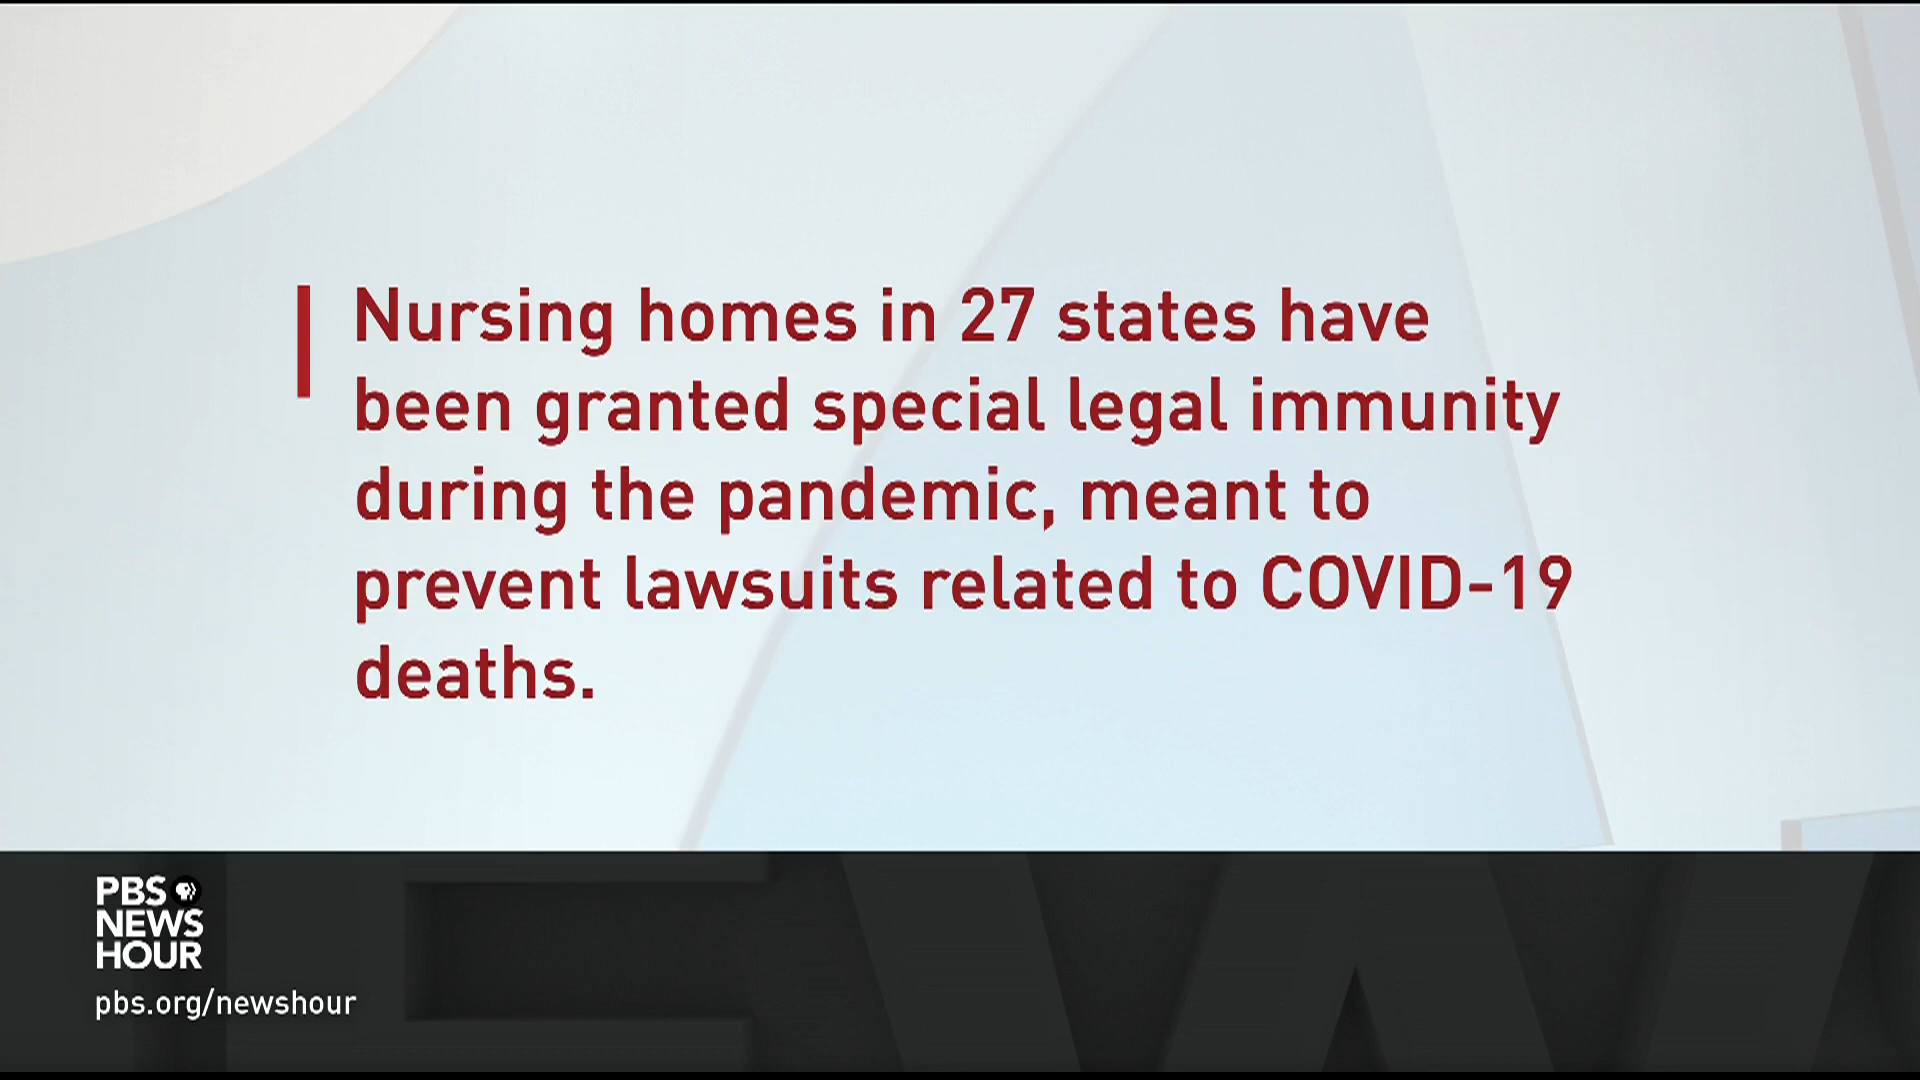 Nursing homes in 27 states have
been granted special legal immunity
during the pandemic, meant to
prevent lawsuits related to COVID-19
deaths.
PBS
NEWS
HOUR
pbs.org/newshour